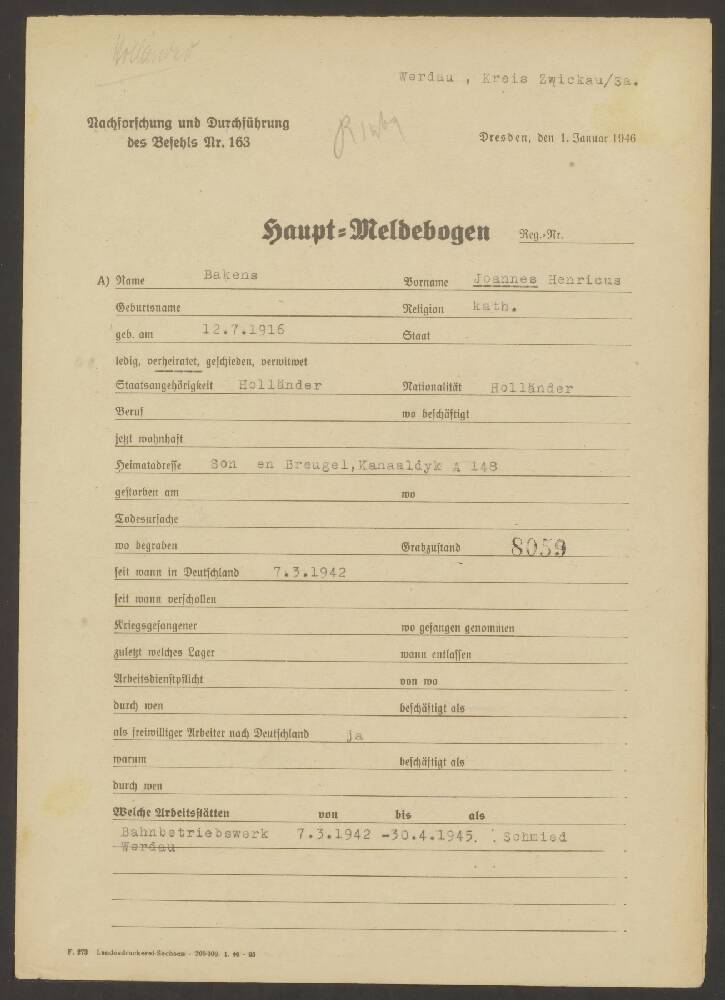 Holländer
Werdau , Kreis Zwickau/Sa.
Nachforschung und Durchführung
des Befehls Nr. 163
Dresden, den 1. Januar 1946
Haupt=Meldebogen Reg.-Nr.
A) Name Bakens Vorname Joannes Henricus
Geburtsname Religion kath.
geb. am 12.7.1916 Staat
ledig, verheiratet, geschieden, verwitwet
Staatsangehörigkeit Holländer Nationalität Holländer
Beruf wo beschäftigt
jetzt wohnhaft
Heimatadresse Son en Breugel,Kanaaldyk A 148
gestorben am wo
Todesursache
wo begraben Grabzustand 8059
seit wann in Deutschland 7.3.1942
seit wann verschollen
Kriegsgefangener wo gefangen genommen
zuletzt welches Lager wann entlassen
Arbeitsdienstpflicht von wo
durch wen beschäftigt als
als freiwilliger Arbeiter nach Deutschland ja
warum beschäftigt als
durch wen
Welche Arbeitsstätten von bis als
Bahnbetriebswerk 7.3.1942 -30.4.1945. Schmied
Werdau
F. 273 Landesdruckerei Sachsen